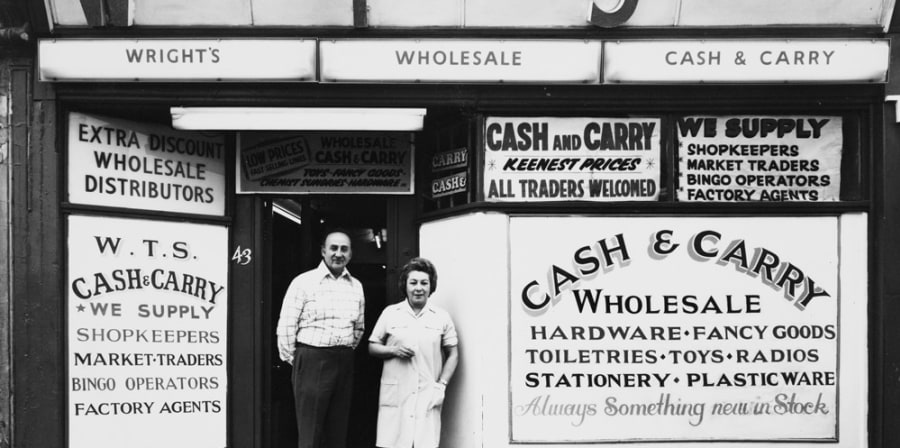 WRIGHT'S
WHOLESALE
CASH & CARRY
EXTRA DISCOUNT
WHOLESALE
DISTRIBUTORS
LOW PRICES
WHOLESALE
CASH & CARRY
TOYS-FANCY GOODS-
CHEMIST SUNDRIES-HARDWARE
CARRY
CASH&
CASH AND CARRY
KEENEST PRICES
ALL TRADERS WELCOMED
WE SUPPLY
SHOPKEEPERS
MARKET TRADERS
BINGO OPERATORS
FACTORY AGENTS
W.T.S.
CASH & CARRY
★WE SUPPLY
SHOPKEEPERS
MARKET·TRADERS
BINGO OPERATORS
FACTORY AGENTS
43
CASH & CARRY
WHOLESALE
HARDWARE·FANCY GOODS
TOILETRIES·TOYS·RADIOS
STATIONERY·PLASTICWARE
Always Something new in Stock